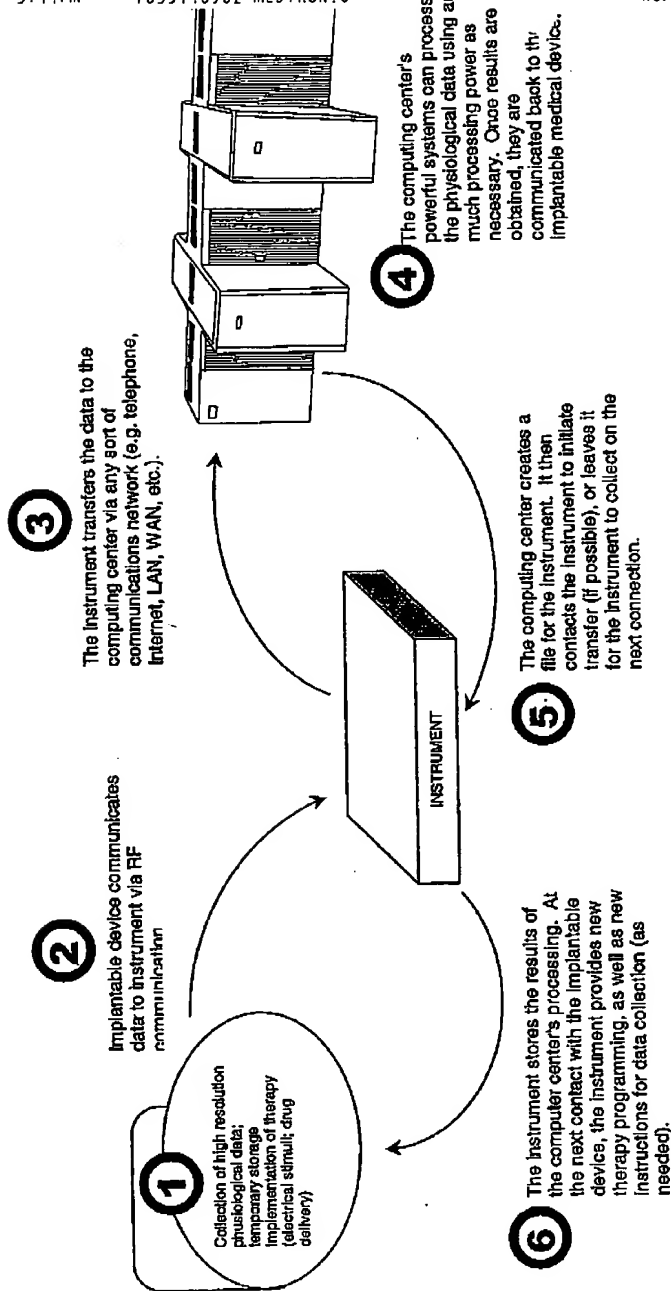 1
Collection of high resolution
phusiological data;
temporary storage
Implementation of therapy
(electrical stimuli; drug
delivery)
2
Implantable device communicates
data to instrument via RF
communication
3
The instrument transfers the data to the
computing center via any sort of
communications network (e.g. telephone,
Internet, LAN, WAN, etc.).
4
The computing center's
powerful systems can process
the physiological data using
much processing power as
necessary. Once results are
obtained, they are
communicated back to the
implantable medical device.
INSTRUMENT
5.
The computing center creates a
file for the instrument. It then
contacts the instrument to initiate
transfer (if possible), or leaves it
for the instrument to collect on the
next connection.
6
The instrument stores the results of
the computer center's processing. At
the next contact with the implantable
device, the instrument provides new
therapy programming, as well as new
instructions for data collection (as
needed).